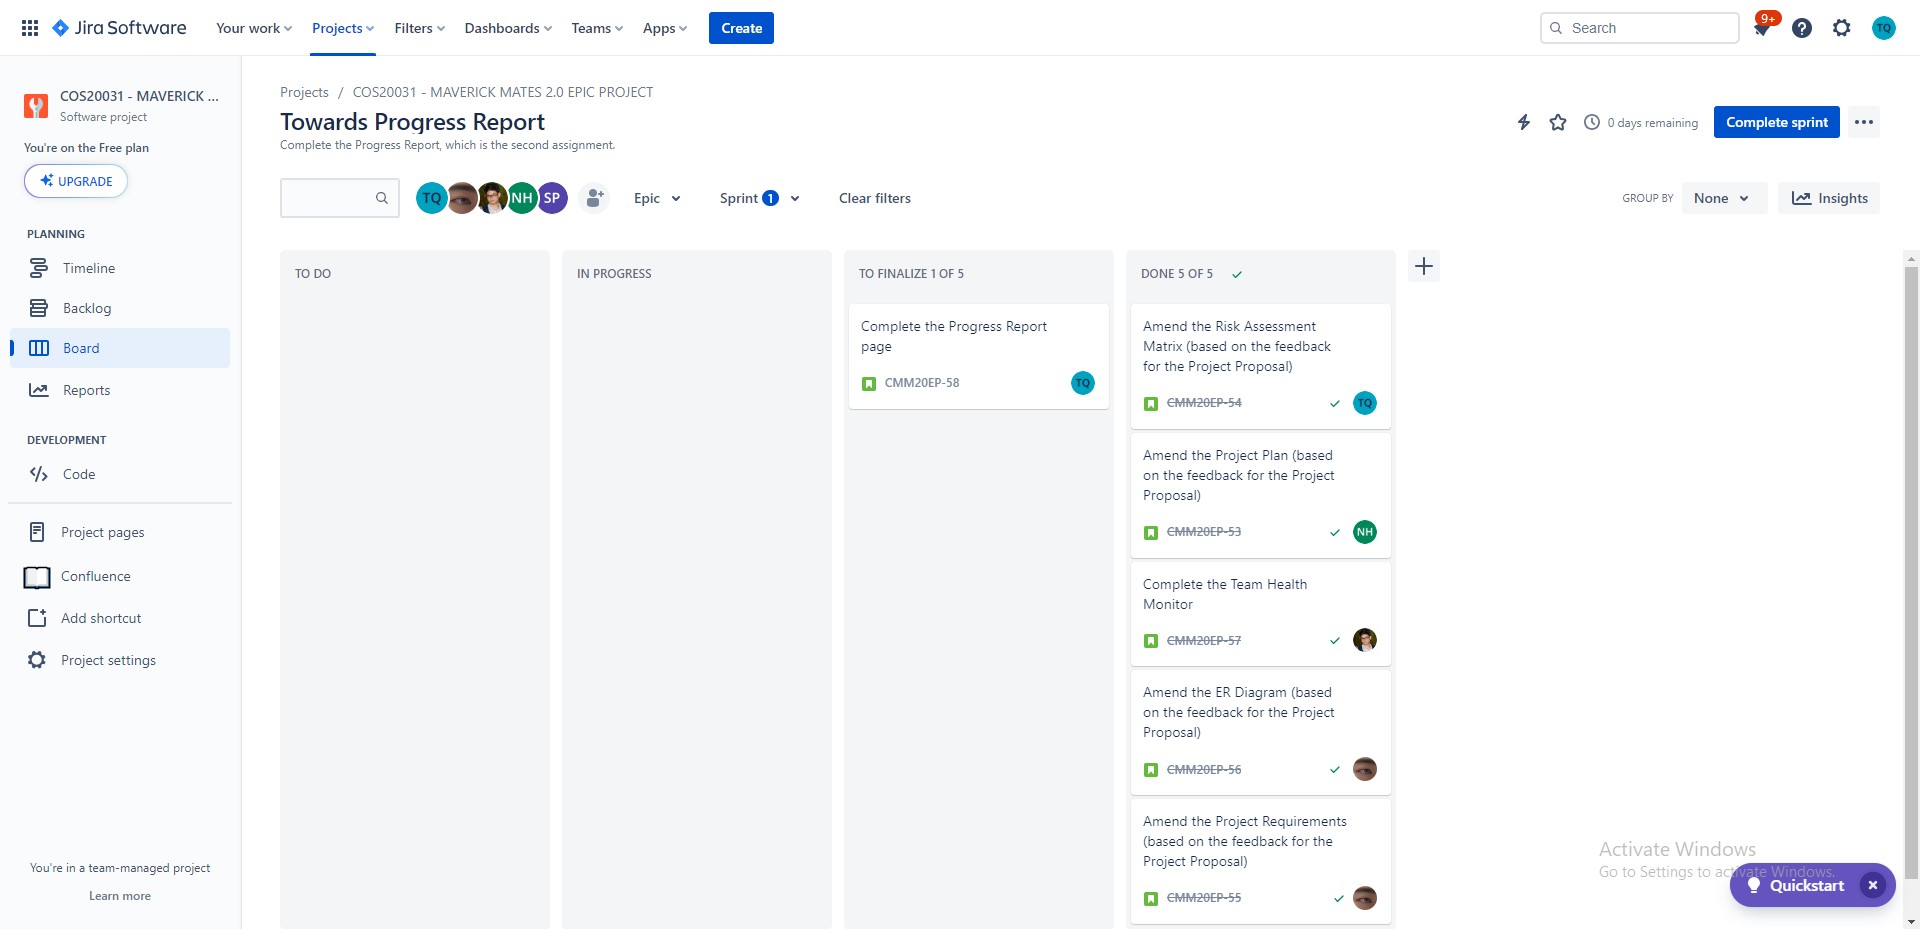 Jira Software
Your work
Projects
Filters
Dashboards
Teams
Apps
Create
Search
9+
TQ
COS20031 - MAVERICK ...
Software project
You're on the Free plan
UPGRADE
PLANNING
Timeline
Backlog
Board
Reports
DEVELOPMENT
Code
Project pages
Confluence
Add shortcut
Project settings
You're in a team-managed project
Learn more
Projects / COS20031 - MAVERICK MATES 2.0 EPIC PROJECT
Towards Progress Report
Complete the Progress Report, which is the second assignment.
0 days remaining
Complete sprint
TQ
NH
SP
Epic
Sprint 1
Clear filters
GROUP BY
None
Insights
TO DO
IN PROGRESS
TO FINALIZE 1 OF 5
Complete the Progress Report
page
CMM20EP-58
TQ
DONE 5 OF 5
Amend the Risk Assessment
Matrix (based on the feedback
for the Project Proposal)
CMM20EP-54
TQ
Amend the Project Plan (based
on the feedback for the Project
Proposal)
CMM20EP-53
NH
Complete the Team Health
Monitor
CMM20EP-57
Amend the ER Diagram (based
on the feedback for the Project
Proposal)
CMM20EP-56
Amend the Project Requirements
(based on the feedback for the
Project Proposal)
CMM20EP-55
Activate Windows
Go to Settings to activate Windows.
Quickstart